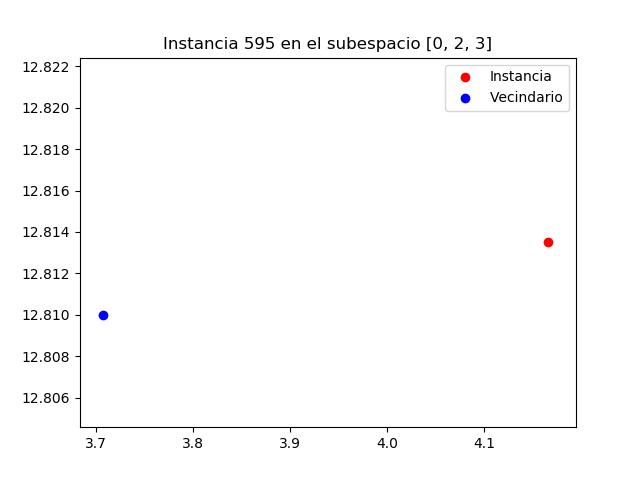 Instancia 595 en el subespacio [0, 2, 3]
Instancia
Vecindario
12.822
12.820
12.818
12.816
12.814
12.812
12.810
12.808
12.806
3.7 3.8 3.9 4.0 4.1